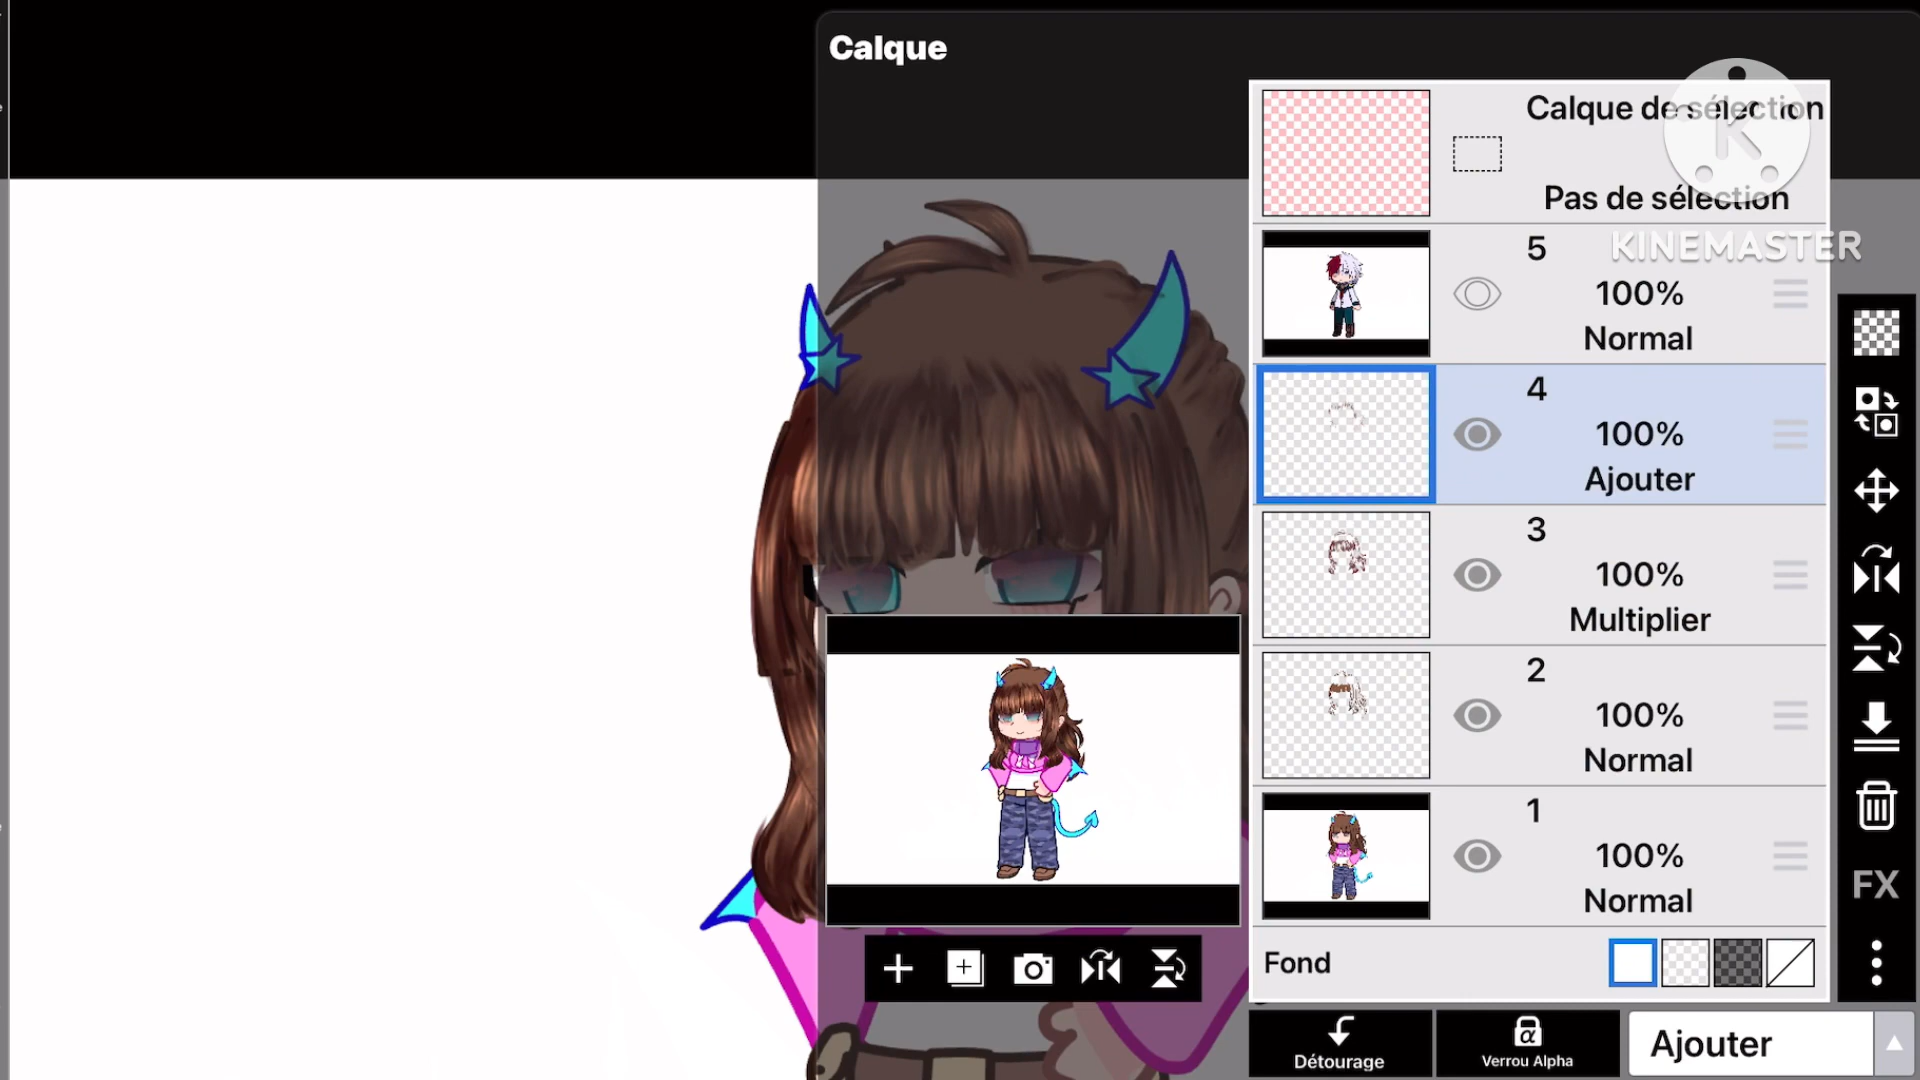 Calque
Calque de sélection
Pas de sélection
K
KINEMASTER
5
100%
Normal
4
100%
Ajouter
3
100%
Multiplier
2
100%
Normal
1
100%
Normal
FX
Fond
Détourage
α
Verrou Alpha
Ajouter